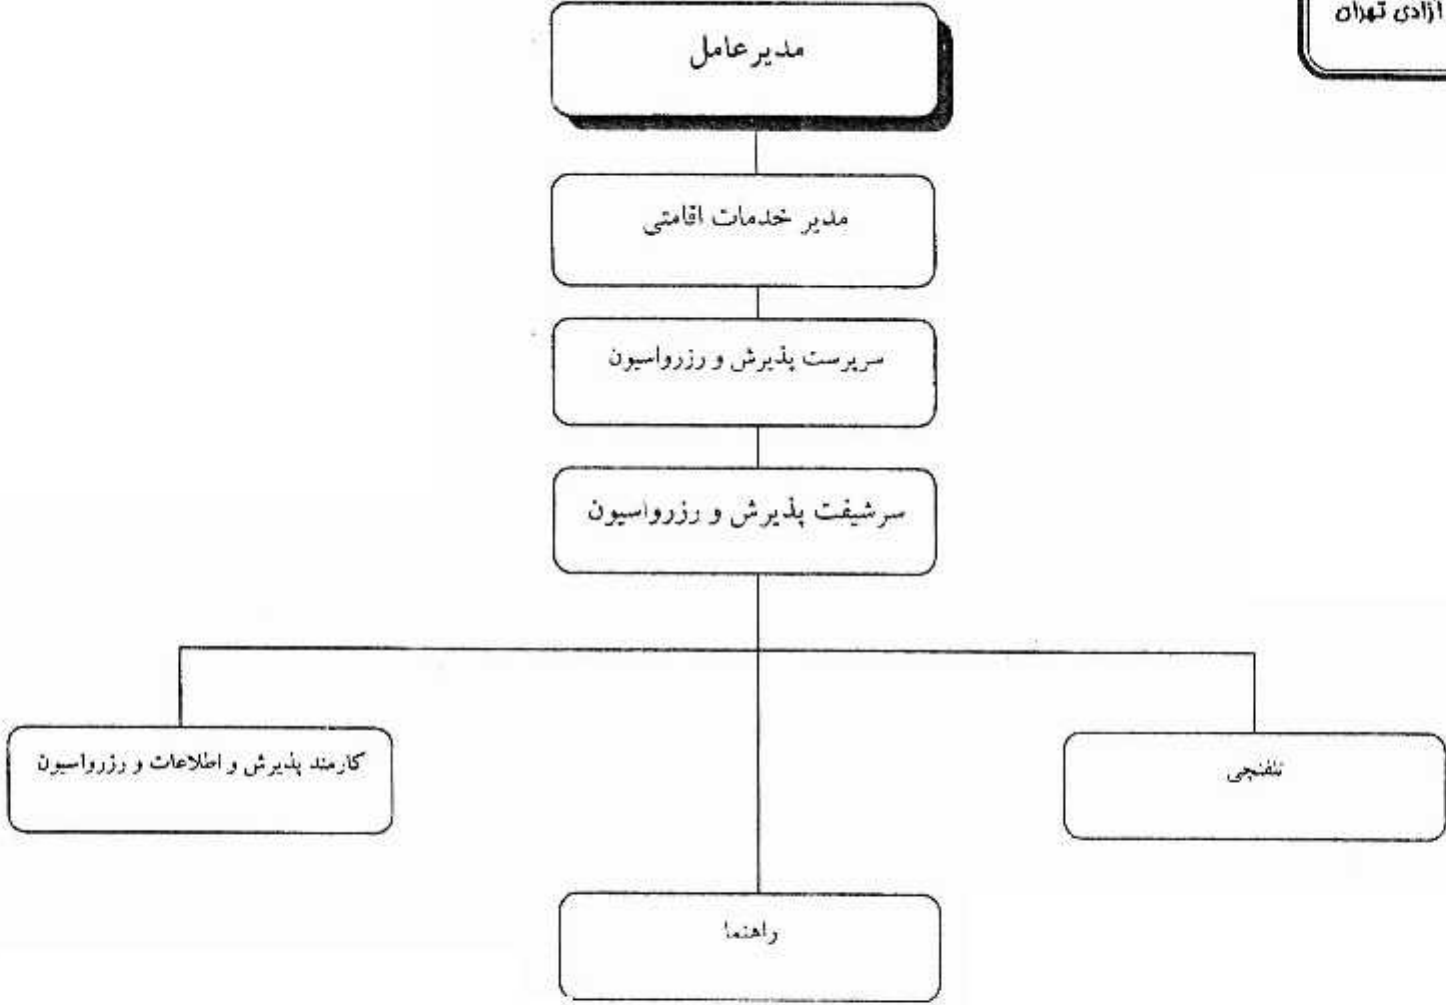 آزادی تهران
مدیرعامل
مدیر خدمات اقامتی
سرپرست پذیرش و رزرواسیون
سرشیفت پذیرش و رزرواسیون
تلفنچی
کارمند پذیرش و اطلاعات و رزرواسیون
راهنما